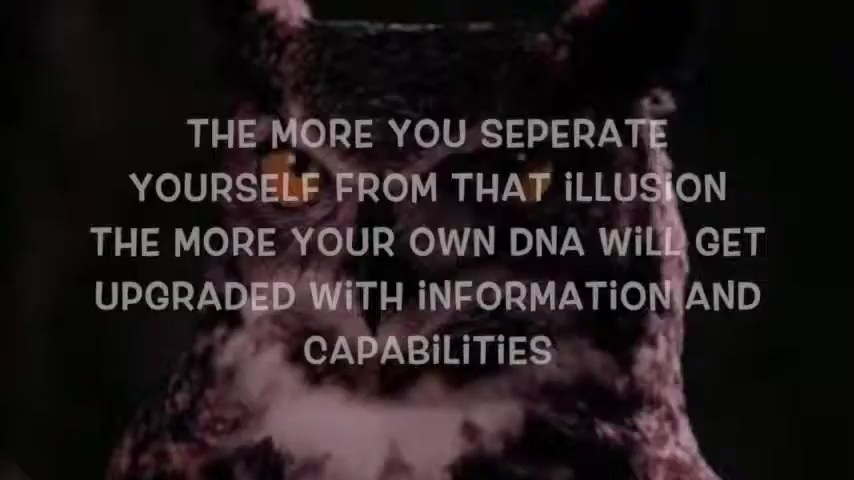 THE MORE YOU SEPERATE
YOURSELF FROM THAT iLLUSiON
THE MORE YOUR OWN DNA WiLL GET
UPGRADED WiTH iNFORMATiON AND
CAPABiLiTiES